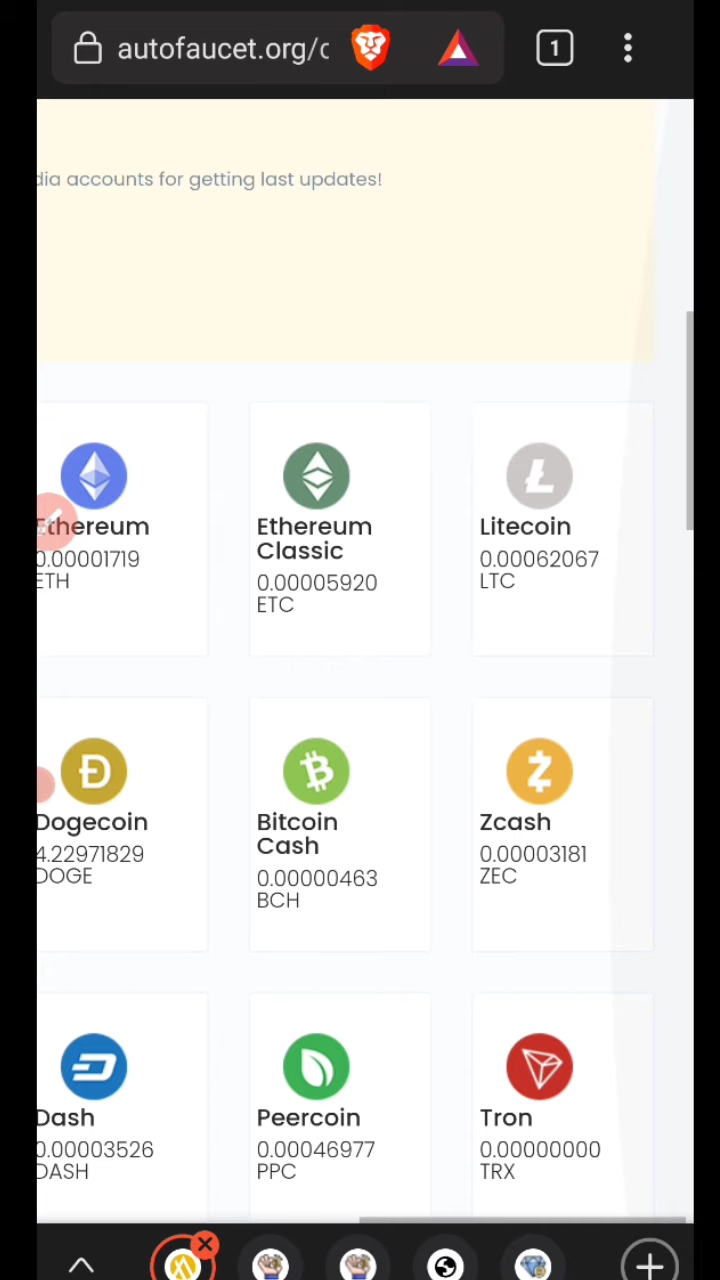 autofaucet.org/c
1
dia accounts for getting last updates!
Ethereum
0.00001719
ETH
Ethereum
Classic
0.00005920
ETC
Litecoin
0.00062067
LTC
Dogecoin
4.22971829
DOGE
Bitcoin
Cash
0.00000463
BCH
Zcash
0.00003181
ZEC
Dash
0.00003526
DASH
Peercoin
0.00046977
PPC
Tron
0.00000000
TRX